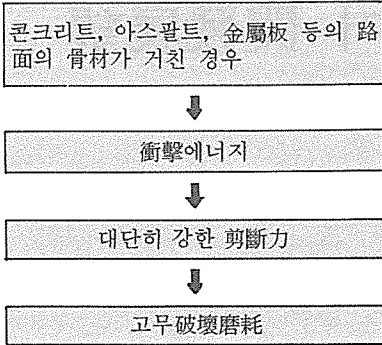 콘크리트, 아스팔트, 金屬板 등의 路
面의 骨材가 거친 경우
衝擊에너지
대단히 강한 剪斷力
고무破壞磨耗